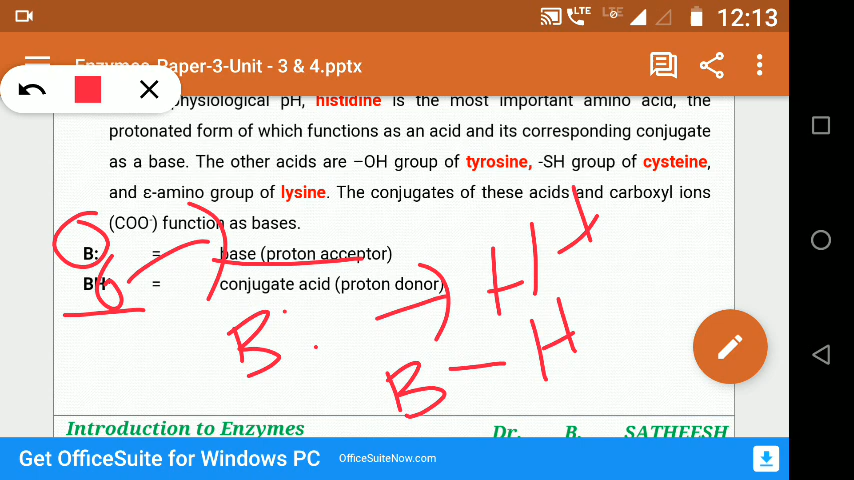 LTE LTE 12:13
Enzymes-Paper-3-Unit - 3 & 4.pptx
physiological pH, histidine is the most important amino acid, the
protonated form of which functions as an acid and its corresponding conjugate
as a base. The other acids are –OH group of tyrosine, -SH group of cysteine,
and ε-amino group of lysine. The conjugates of these acids and carboxyl ions
(COO-) function as bases.
B: = base (proton acceptor)
BH = conjugate acid (proton donor)
H+
B:
B – H
Introduction to Enzymes Dr. B. SATHEESH
Get OfficeSuite for Windows PC OfficeSuiteNow.com